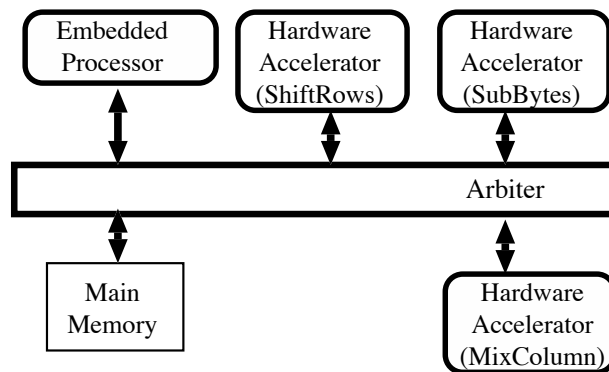 Embedded
Processor
Hardware
Accelerator
(ShiftRows)
Hardware
Accelerator
(SubBytes)
Arbiter
Main
Memory
Hardware
Accelerator
(MixColumn)